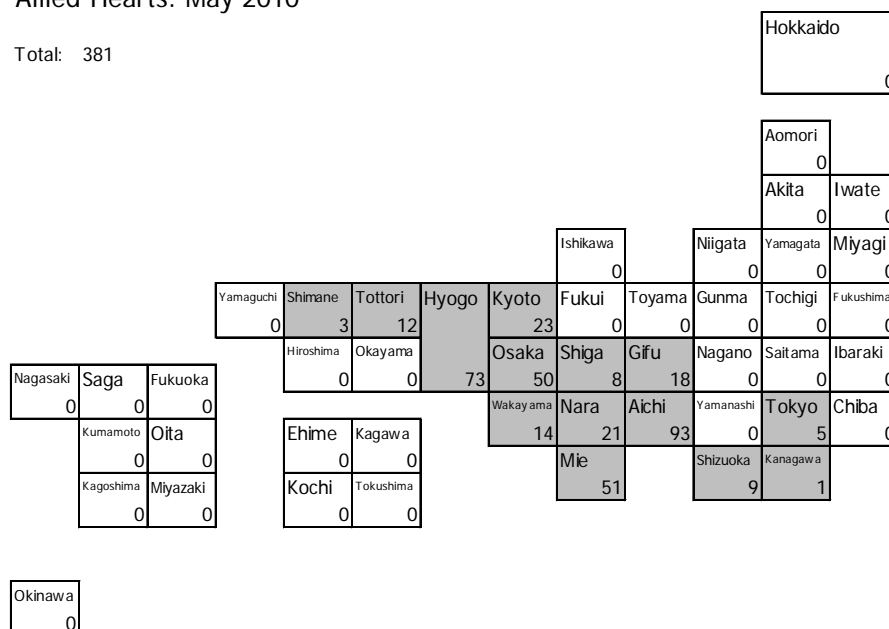 Allied Hearts: May 2010
Total: 381
Hokkaido
0
Aomori
0
Akita Iwate
0 0
Ishikawa Niigata Yamagata Miyagi
0 0 0 0
Yamaguchi Shimane Tottori Hyogo Kyoto Fukui Toyama Gunma Tochigi Fukushima
0 3 12 23 0 0 0 0 0
Hiroshima Okayama Osaka Shiga Gifu Nagano Saitama Ibaraki
0 0 73 50 8 18 0 0 0
Nagasaki Saga Fukuoka
0 0 0
Wakayama Nara Aichi Yamanashi Tokyo Chiba
14 21 93 0 5 0
Kumamoto Oita Ehime Kagawa
0 0 0 0
Mie Shizuoka Kanagawa
51 9 1
Kagoshima Miyazaki Kochi Tokushima
0 0 0 0
Okinawa
0